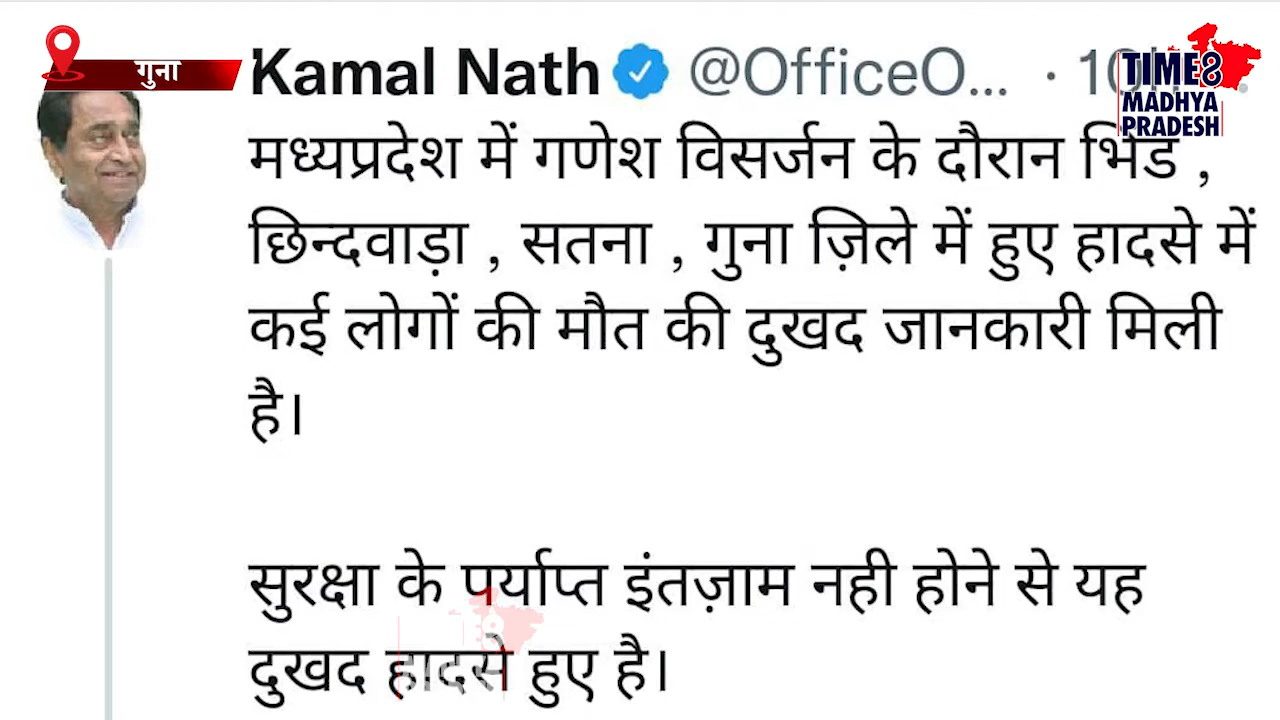 गुना
Kamal Nath @OfficeO... ·
TIME8
MADHYA
PRADESH
मध्यप्रदेश में गणेश विसर्जन के दौरान भिंड ,
छिन्दवाड़ा , सतना , गुना ज़िले में हुए हादसे में
कई लोगों की मौत की दुखद जानकारी मिली
है।
सुरक्षा के पर्याप्त इंतज़ाम नही होने से यह
दुखद हादसे हुए है।